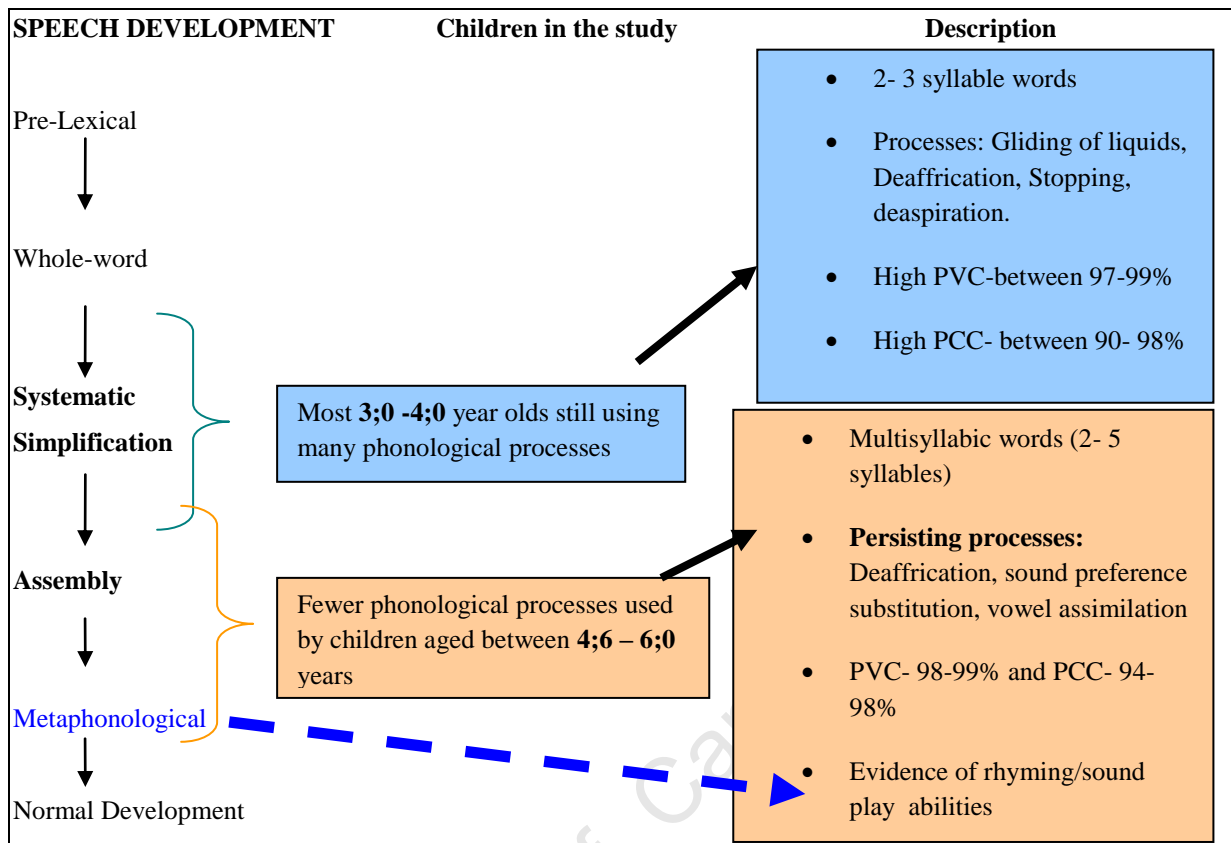 SPEECH DEVELOPMENT
Children in the study
Description
Pre-Lexical
Whole-word
Systematic
Simplification
Assembly
Metaphonological
Normal Development
Most 3;0 -4;0 year olds still using
many phonological processes
Fewer phonological processes used
by children aged between 4;6 – 6;0
years
• 2- 3 syllable words
• Processes: Gliding of liquids,
Deaffrication, Stopping,
deaspiration.
• High PVC-between 97-99%
• High PCC- between 90- 98%
• Multisyllabic words (2- 5
syllables)
• Persisting processes:
Deaffrication, sound preference
substitution, vowel assimilation
• PVC- 98-99% and PCC- 94-
98%
• Evidence of rhyming/sound
play abilities